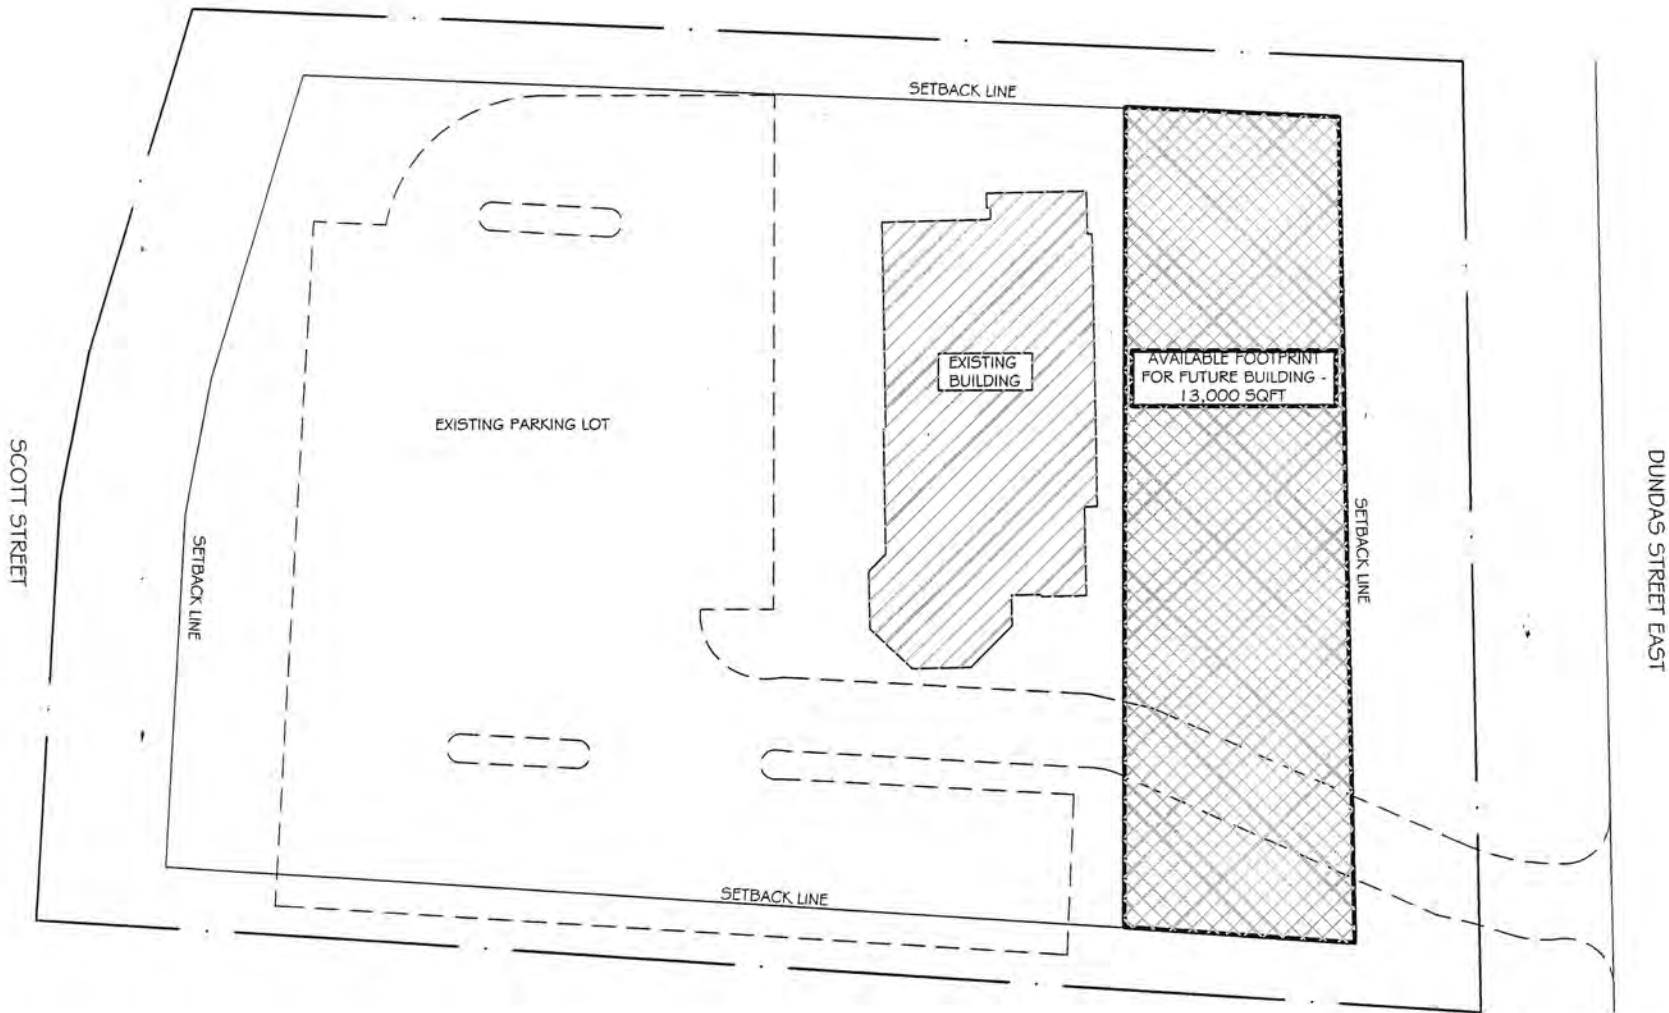 SETBACK LINE
EXISTING
BUILDING
AVAILABLE FOOTPRINT
FOR FUTURE BUILDING -
13,000 SQFT
EXISTING PARKING LOT
SCOTT STREET
SETBACK LINE
SETBACK LINE
DUNDAS STREET EAST
SETBACK LINE